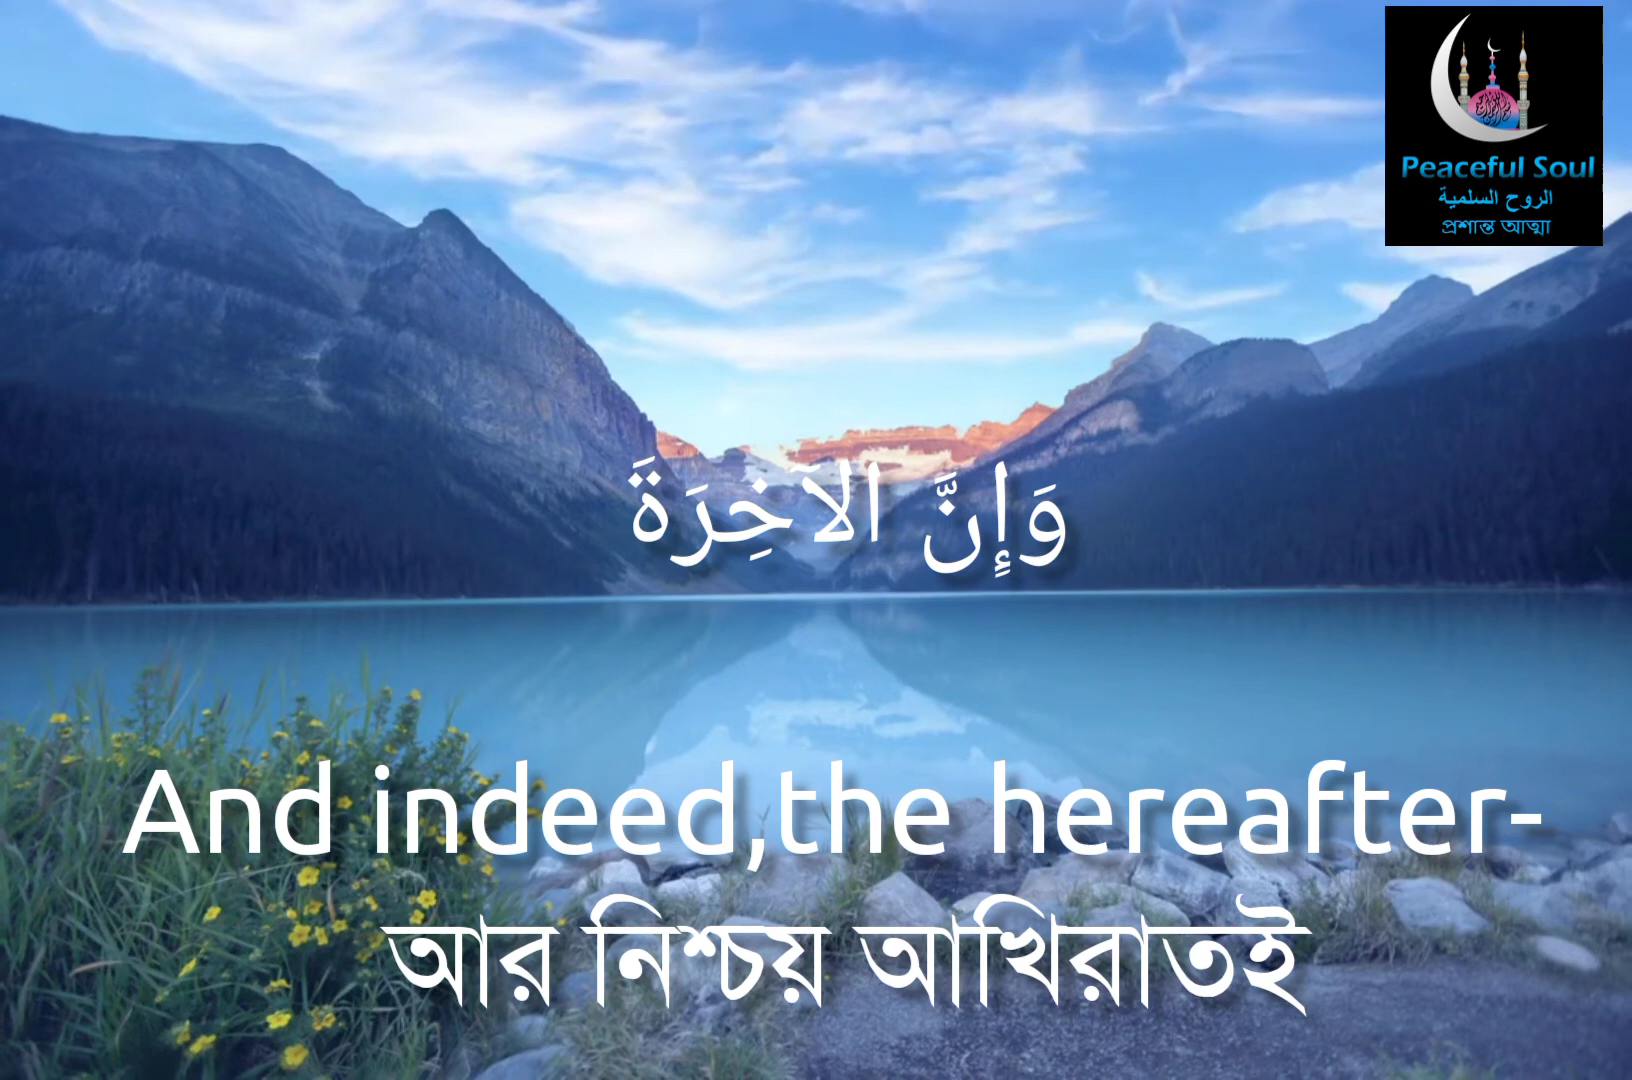 Peaceful Soul
الروح السلمية
প্রশান্ত আত্মা
وَإِنَّ الآخِرَةَ
And indeed,the hereafter-
আর নিশ্চয় আখিরাতই